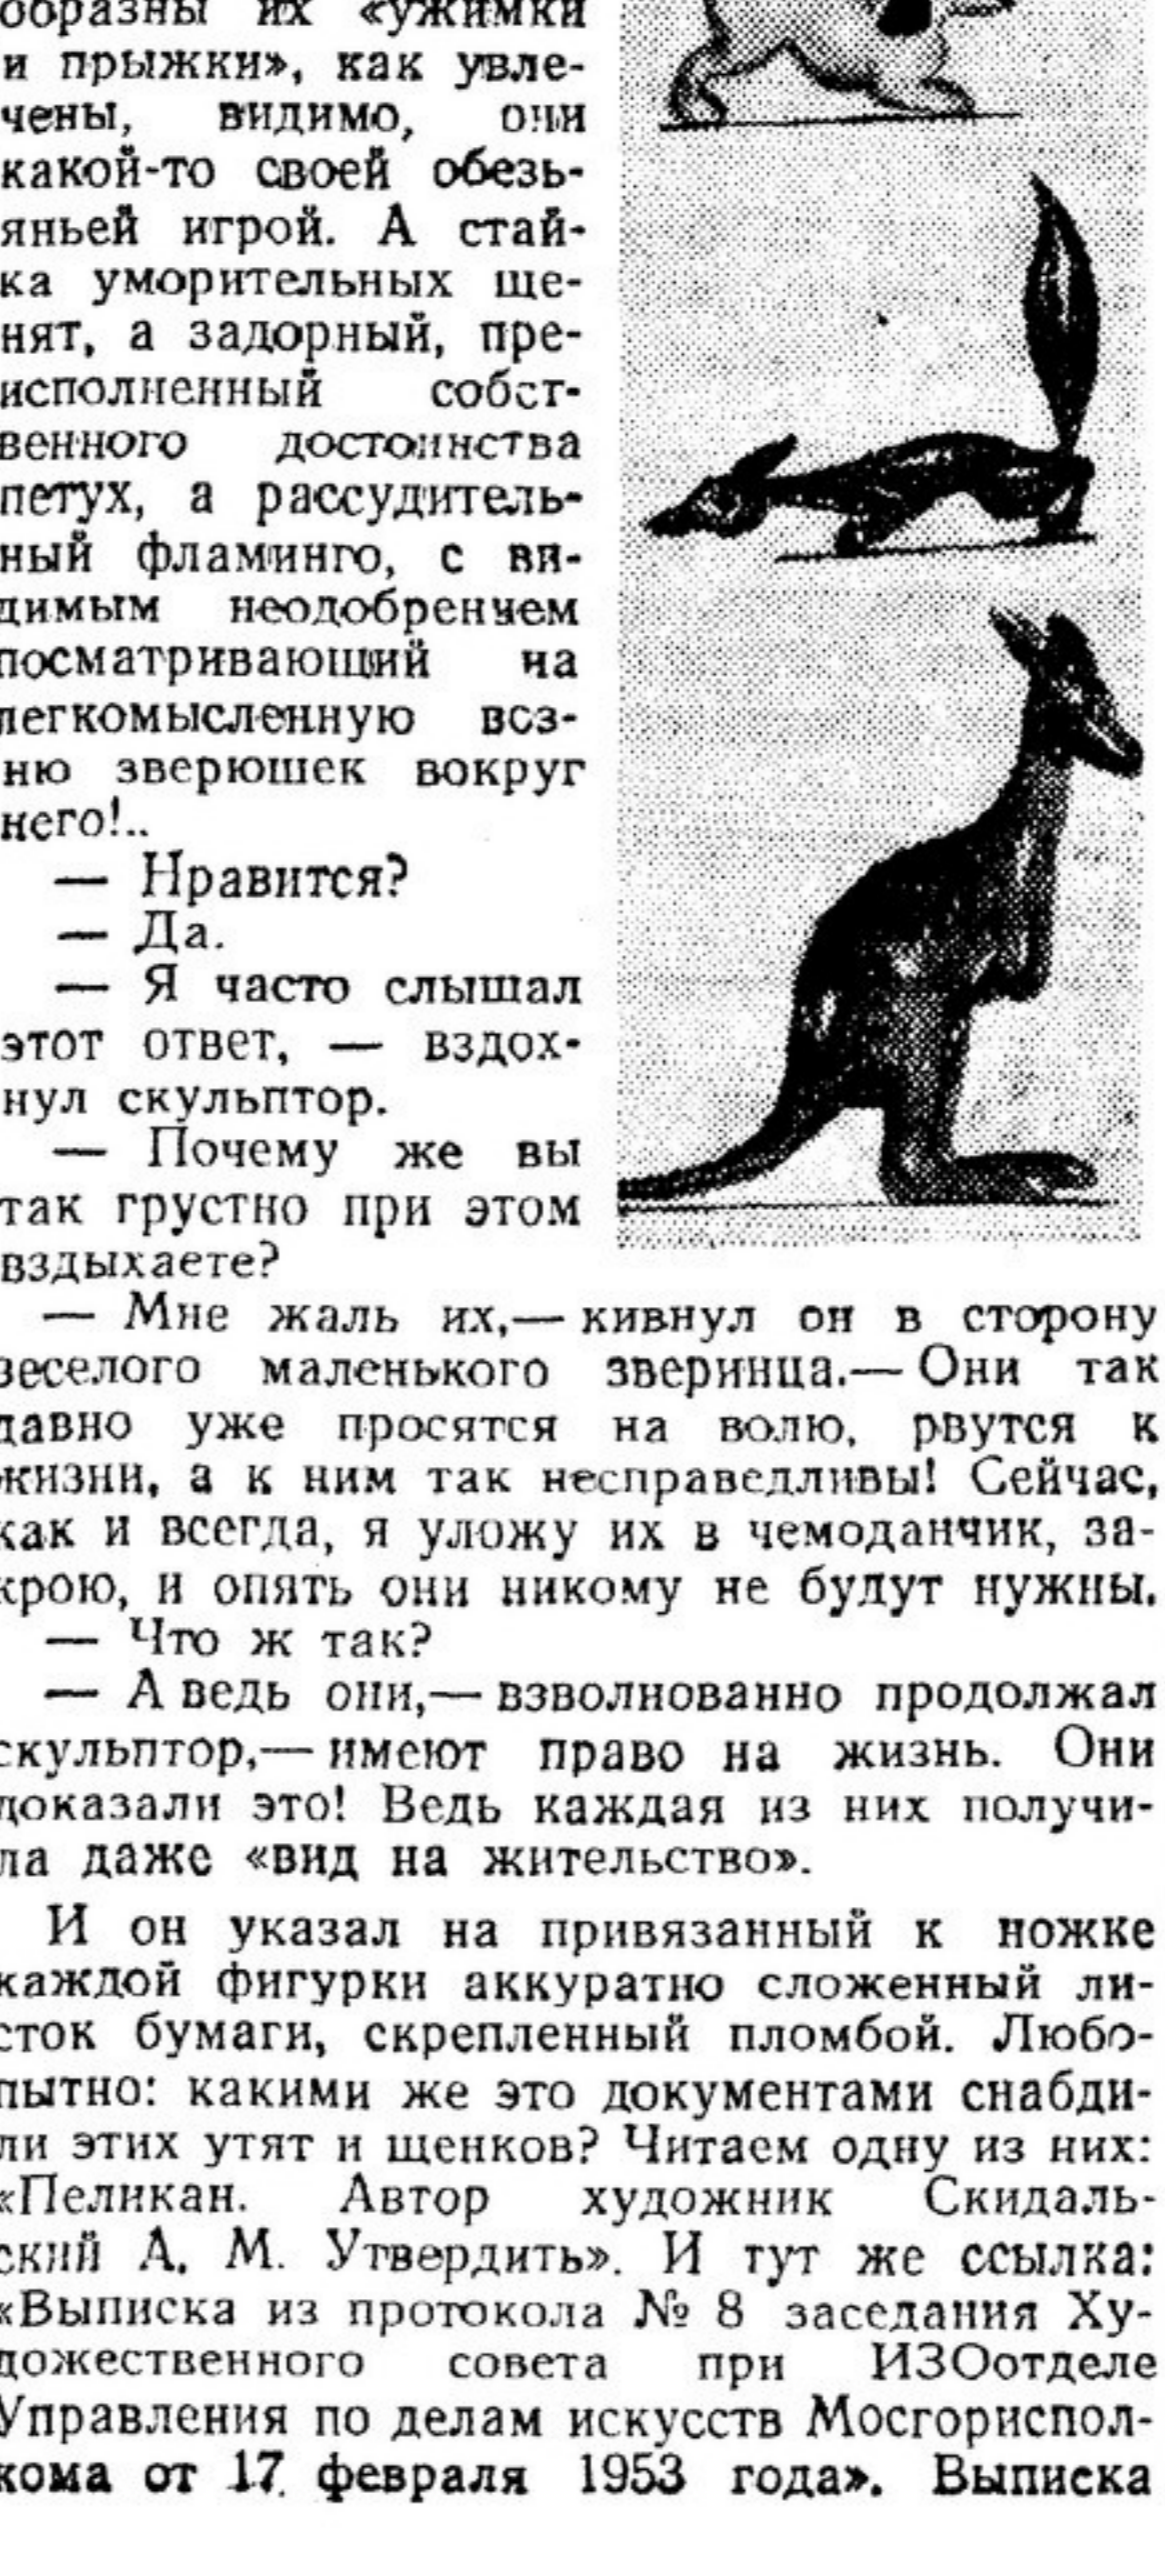 образны их «ужимки
и прыжки», как увле-
чены, видимо, они
какой-то своей обезь-
яньей игрой. А стай-
ка уморительных ще-
нят, а задорный, пре-
исполненный собст-
венного достоинства
петух, а рассудитель-
ный фламинго, с ви-
димым неодобрением
посматривающий на
легкомысленную воз-
ню зверюшек вокруг
него!..
— Нравится?
— Да.
— Я часто слышал
этот ответ, — вздох-
нул скульптор.
— Почему же вы
так грустно при этом
вздыхаете?
— Мне жаль их,— кивнул он в сторону
веселого маленького зверинца.— Они так
давно уже просятся на волю, рвутся к
жизни, а к ним так несправедливы! Сейчас,
как и всегда, я уложу их в чемоданчик, за-
крою, и опять они никому не будут нужны.
— Что ж так?
— А ведь они,— взволнованно продолжал
скульптор,— имеют право на жизнь. Они
доказали это! Ведь каждая из них получи-
ла даже «вид на жительство».
И он указал на привязанный к ножке
каждой фигурки аккуратно сложенный ли-
сток бумаги, скрепленный пломбой. Любо-
пытно: какими же это документами снабди-
ли этих утят и щенков? Читаем одну из них:
«Пеликан. Автор художник Скидаль-
ский А. М. Утвердить». И тут же ссылка:
«Выписка из протокола № 8 заседания Ху-
дожественного совета при ИЗОотделе
Управления по делам искусств Мосгориспол-
кома от 17 февраля 1953 года». Выписка